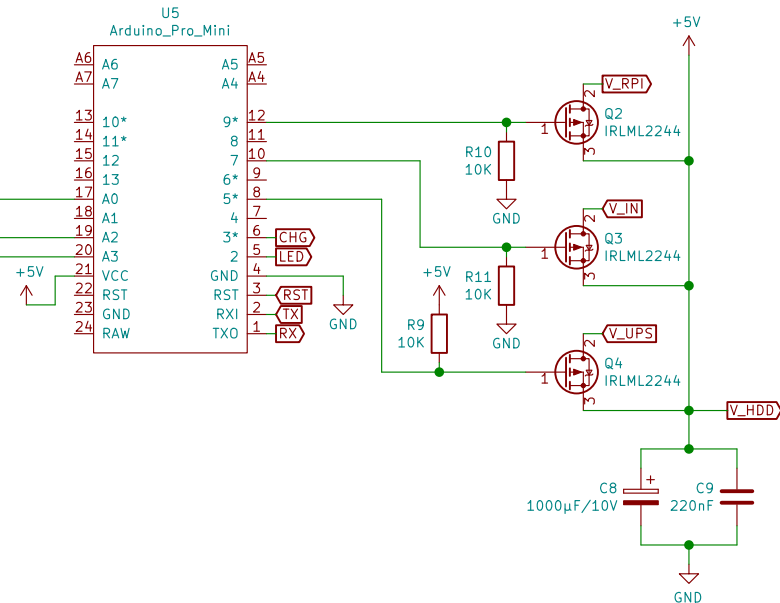 U5
Arduino_Pro_Mini
A6 A6 A5 A5
A7 A7 A4 A4
13 10* 9* 12
14 11* 8 11
15 12 7 10
16 13 6* 9
17 A0 5* 8
18 A1 4 7
19 A2 3* 6 CHG
20 A3 2 5 LED
+5V
21 VCC GND 4
22 RST RST 3 RST
23 GND RXI 2 TX
24 RAW TXO 1 RX
GND
+5V
V_RPI
2
Q2
IRLML2244
1
3
R10
10K
GND
V_IN
2
Q3
IRLML2244
1
3
R11
10K
GND
+5V
R9
10K
V_UPS
2
Q4
IRLML2244
1
3
V_HDD
C8
1000µF/10V
+
C9
220nF
GND